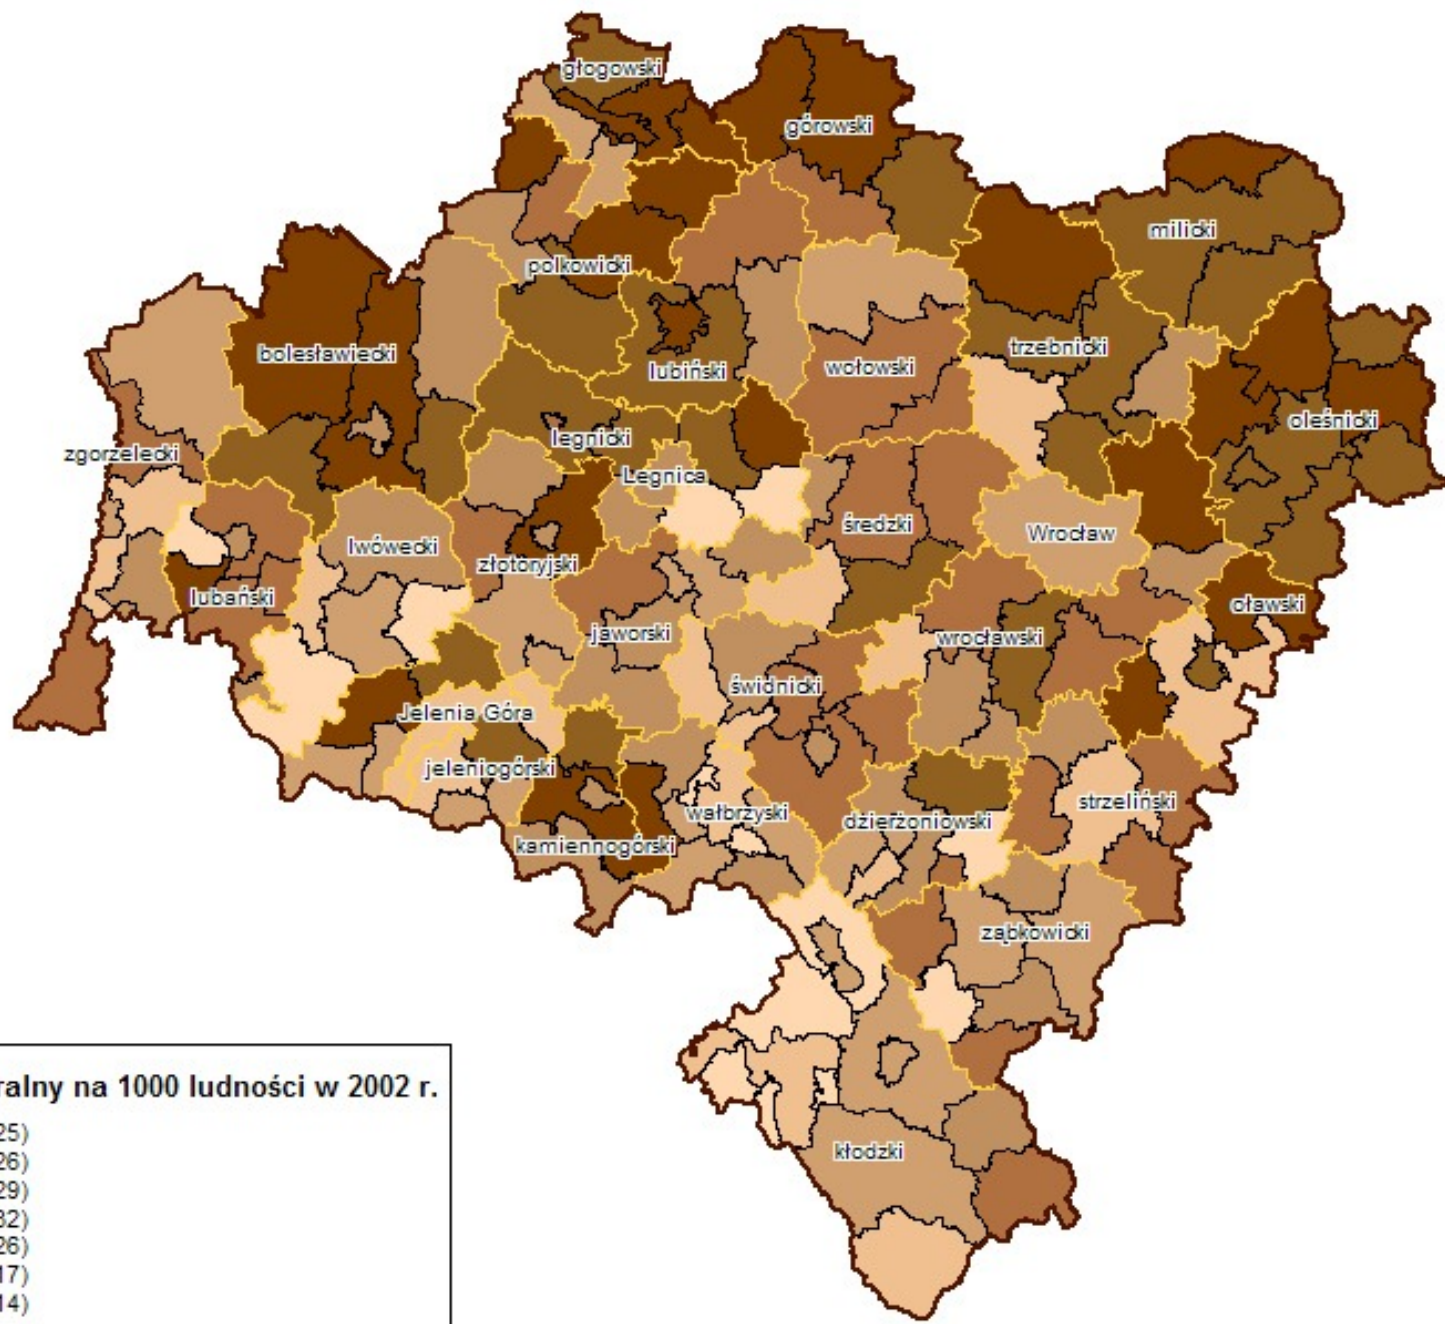 głogowski
górowski
milicki
polkowicki
bolesławiecki
lubiński
wołowski
trzebnicki
oleśnicki
zgorzelecki
legnicki
Legnica
średzki
Wrocław
lwówecki
złotoryjski
lubański
oławski
jaworski
wrocławski
świdnicki
Jelenia Góra
jeleniogórski
wałbrzyski
dzierżoniowski
strzeliński
kamiennogórski
ząbkowicki
kłodzki
ralny na 1000 ludności w 2002 r.
25)
26)
29)
32)
26)
17)
14)